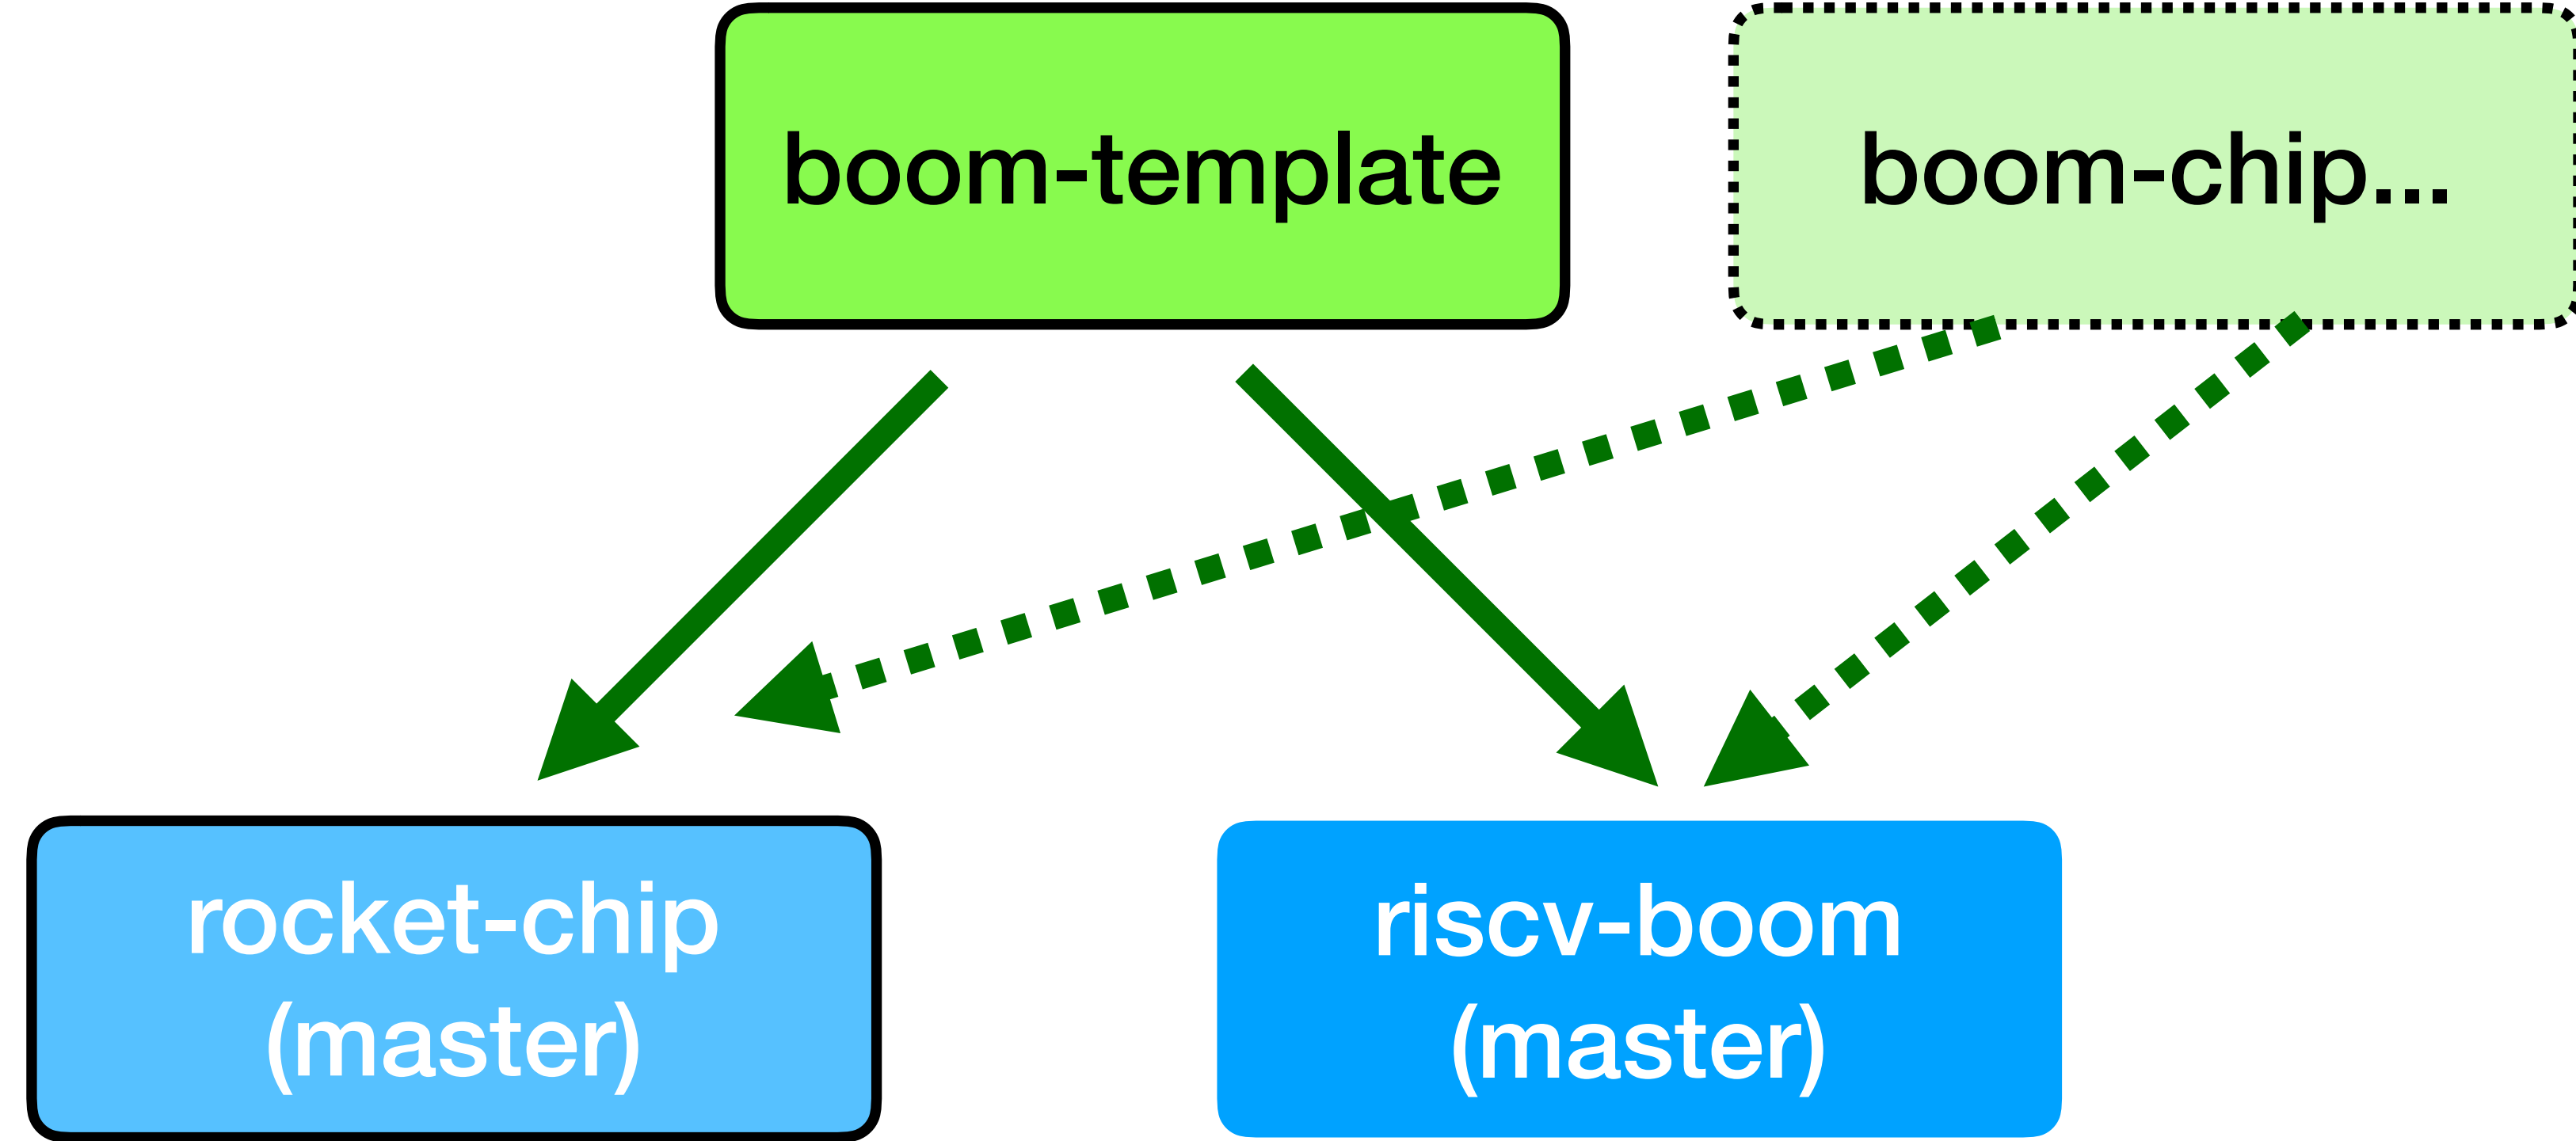 boom-template
boom-chip...
rocket-chip
(master)
riscv-boom
(master)